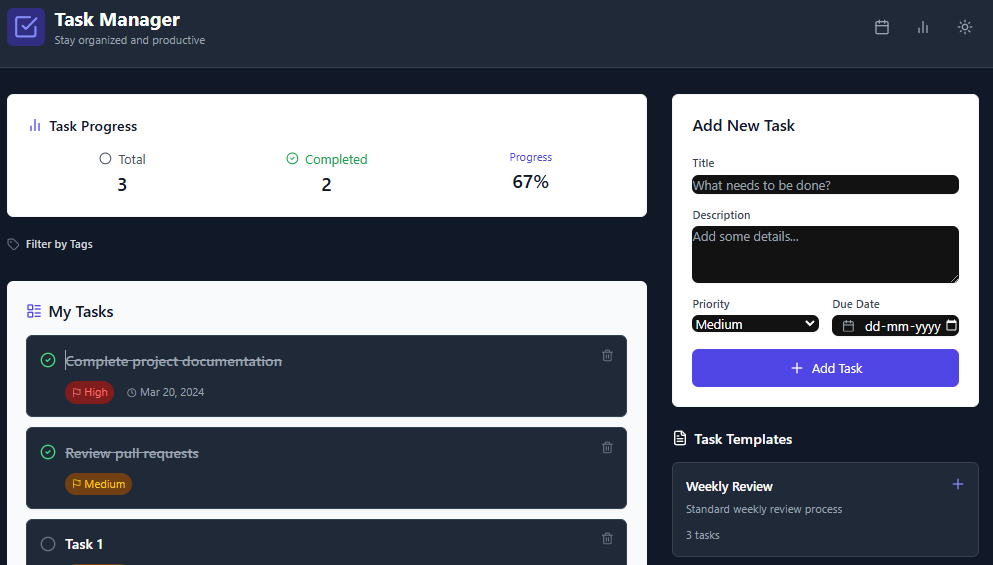 Task Manager
Stay organized and productive
Task Progress
Total
Completed
Progress
3
2
67%
Filter by Tags
My Tasks
Complete project documentation
High
Mar 20, 2024
Review pull requests
Medium
Task 1
Add New Task
Title
What needs to be done?
Description
Add some details...
Priority
Due Date
Medium
dd-mm-yyyy
Add Task
Task Templates
Weekly Review
Standard weekly review process
3 tasks